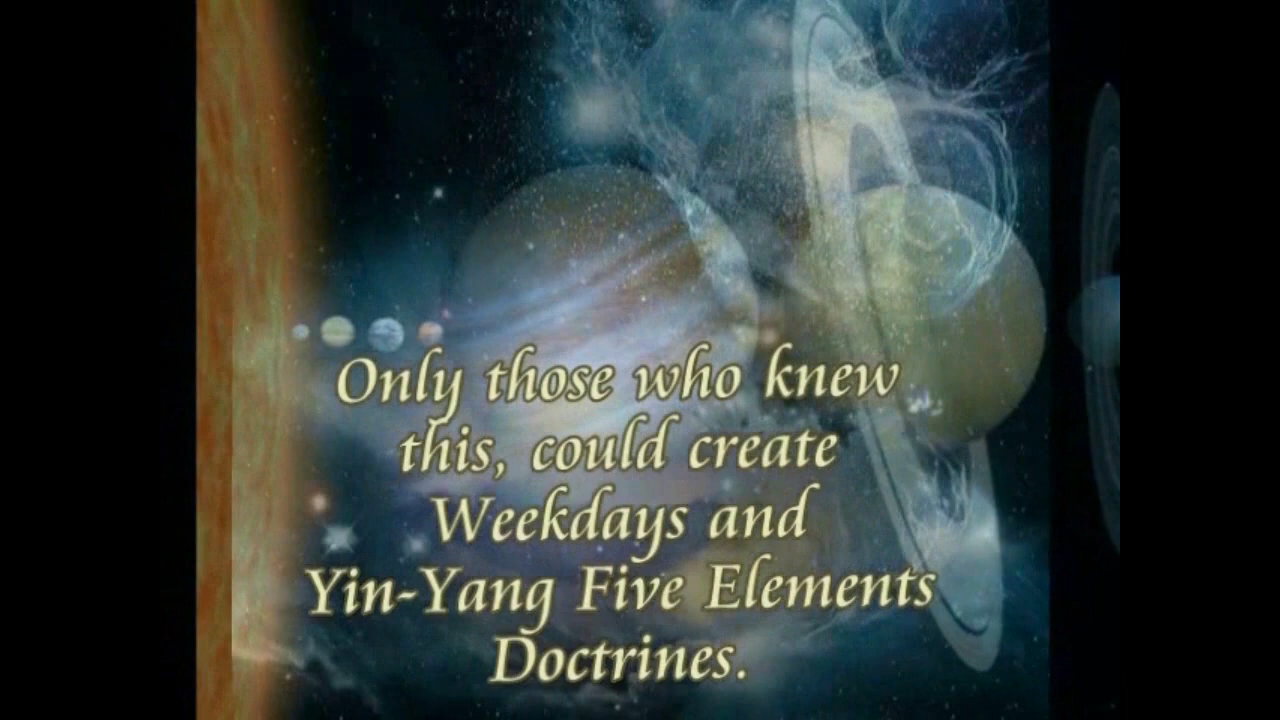 Only those who knew
this, could create
Weekdays and
Yin-Yang Five Elements
Doctrines.